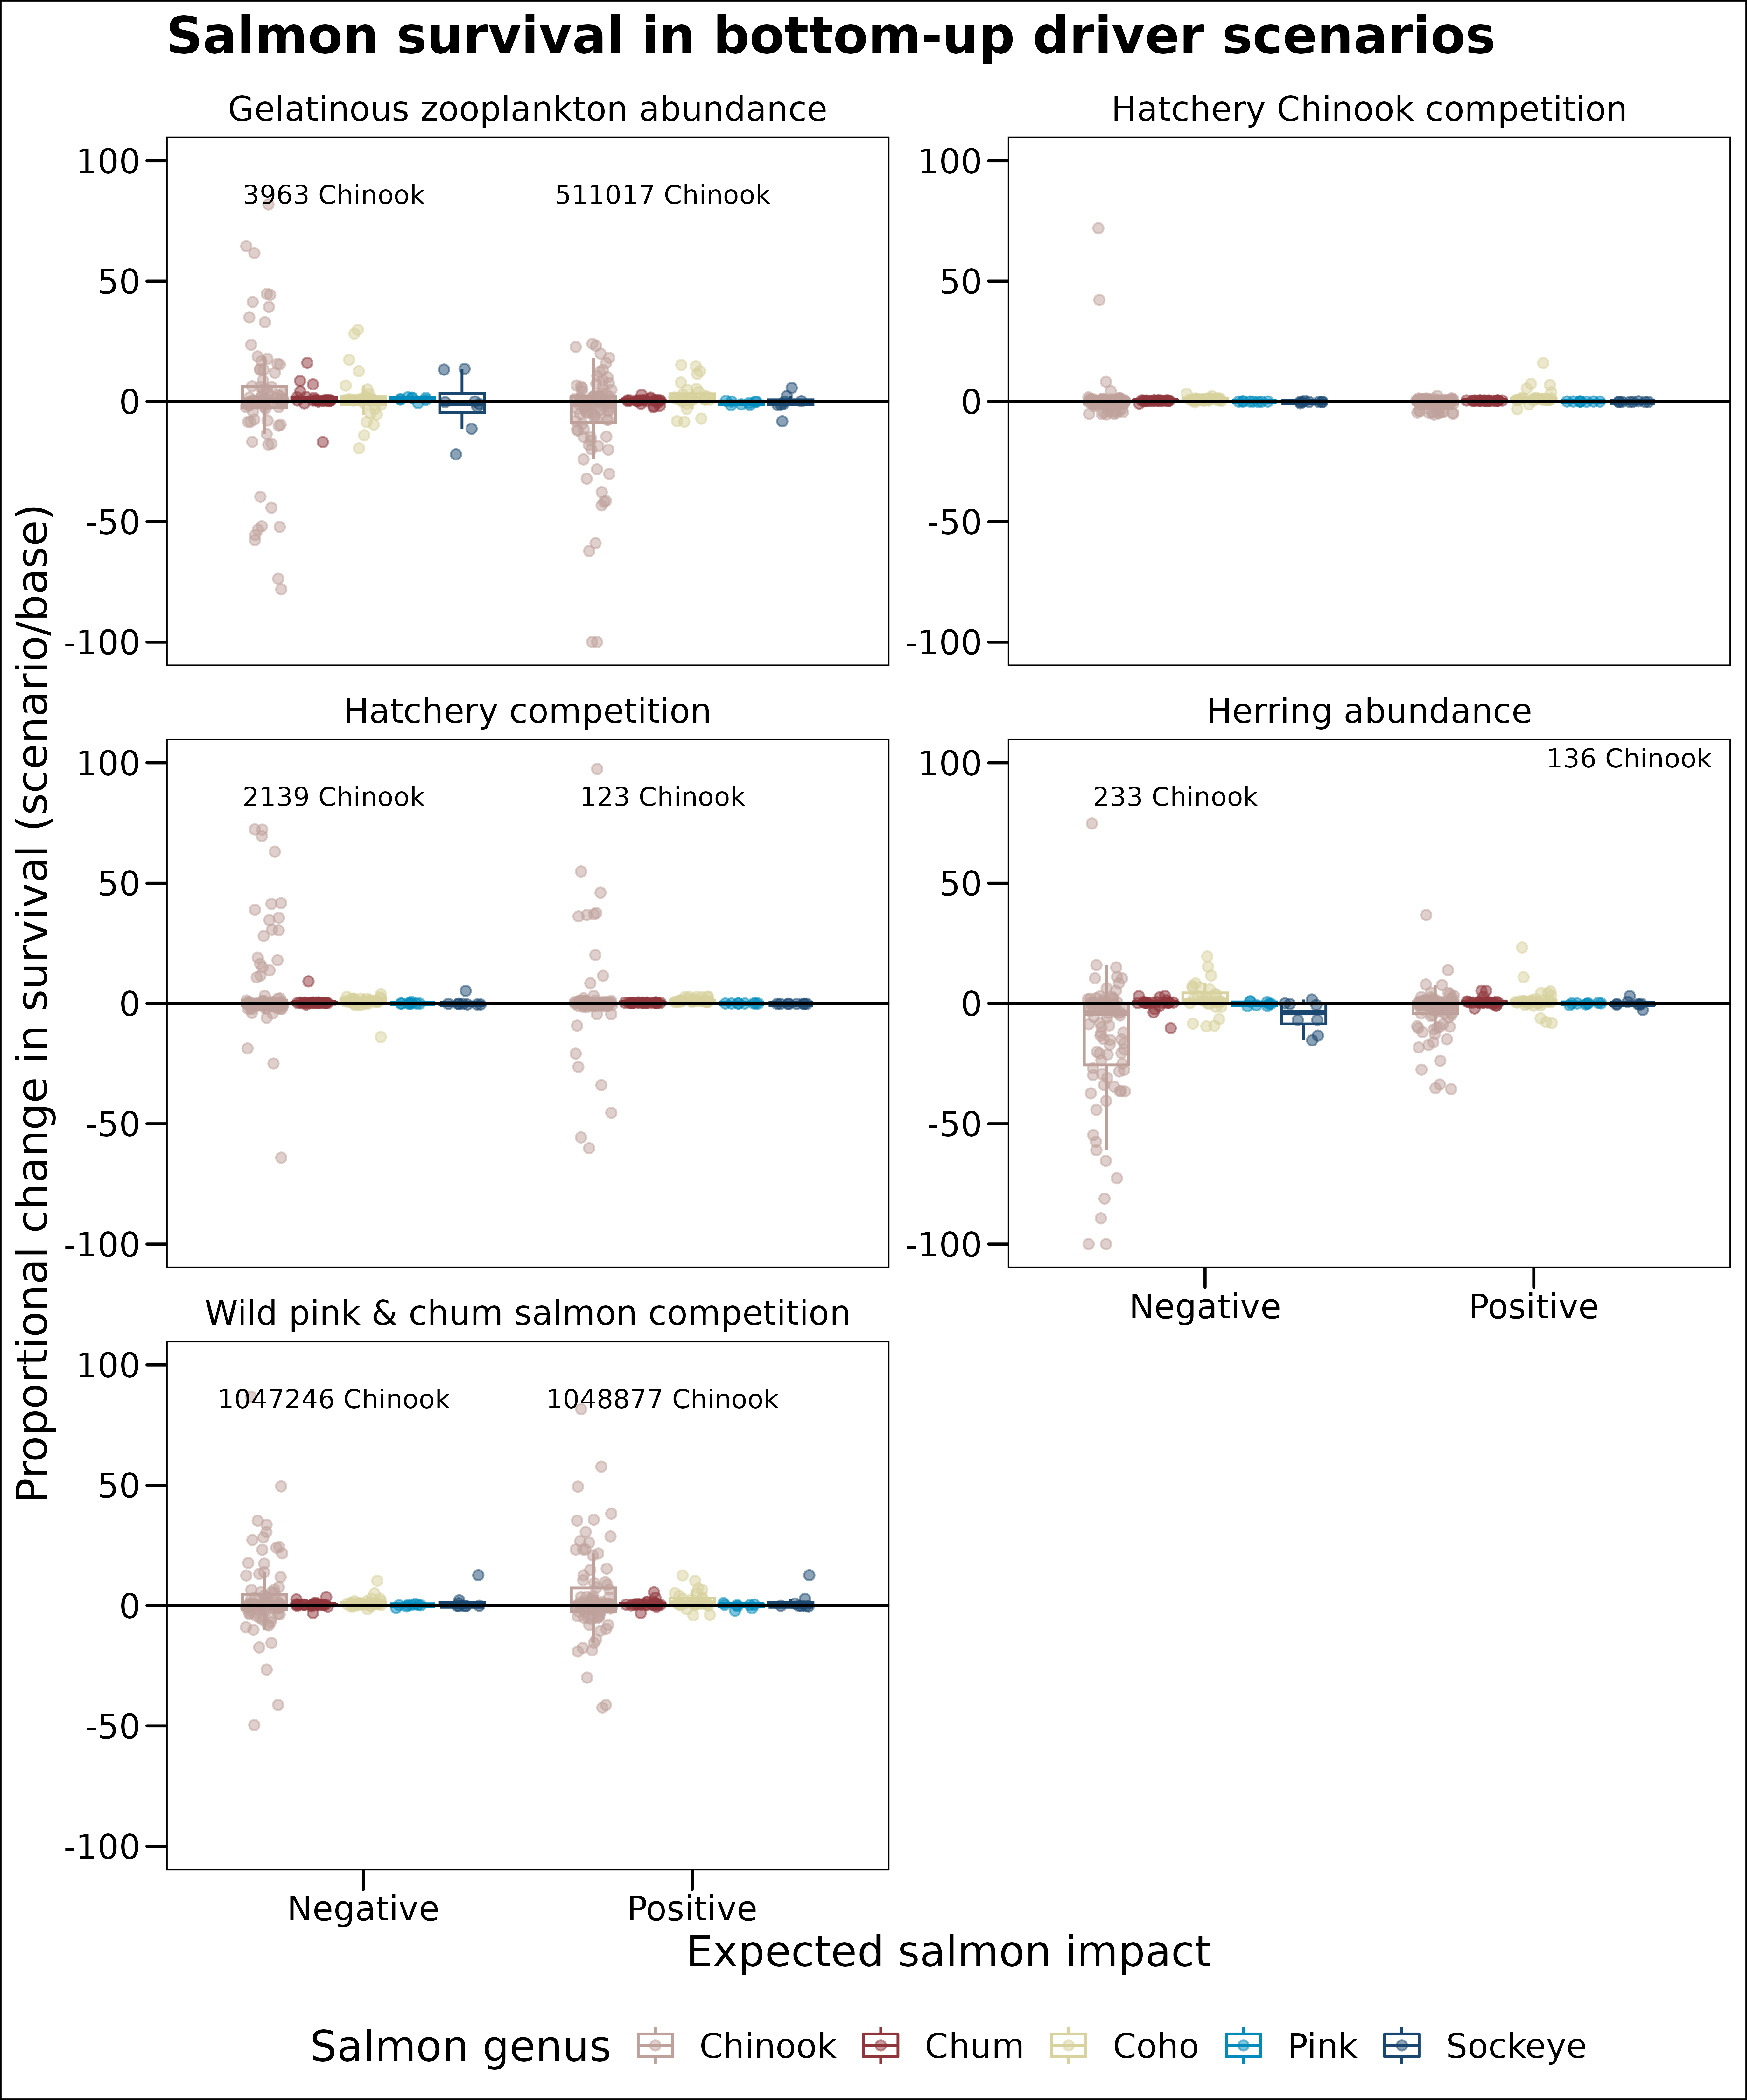 Salmon survival in bottom-up driver scenarios
Proportional change in survival (scenario/base)
Gelatinous zooplankton abundance
100
50
0
-50
-100
3963 Chinook
511017 Chinook
Hatchery Chinook competition
100
50
0
-50
-100
Hatchery competition
100
50
0
-50
-100
2139 Chinook
123 Chinook
Herring abundance
100
50
0
-50
-100
233 Chinook
136 Chinook
Negative
Positive
Wild pink & chum salmon competition
100
50
0
-50
-100
1047246 Chinook
1048877 Chinook
Negative
Positive
Expected salmon impact
Salmon genus Chinook Chum Coho Pink Sockeye